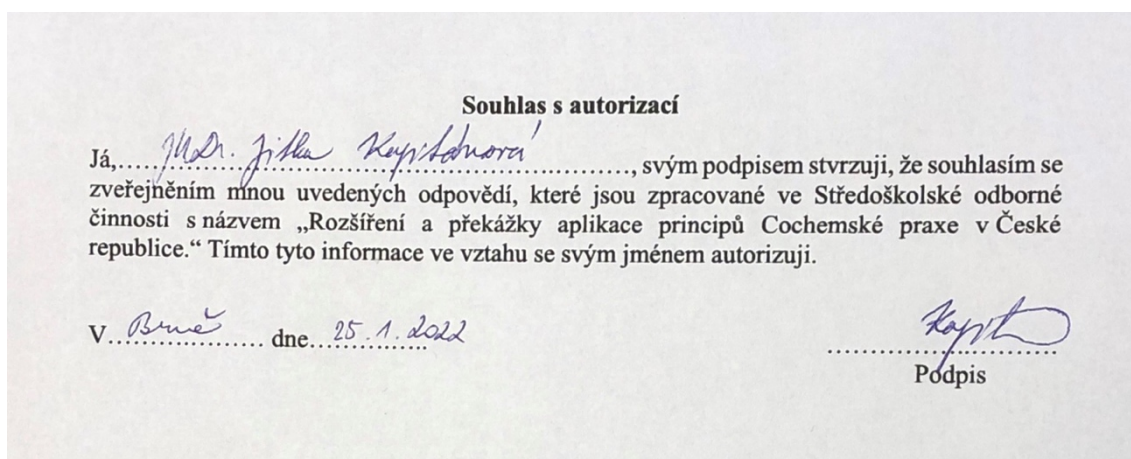 Souhlas s autorizací
Já,.....JUDr. Jitka Kapitánová....................., svým podpisem stvrzuji, že souhlasím se
zveřejněním mnou uvedených odpovědí, které jsou zpracované ve Středoškolské odborné
činnosti s názvem „Rozšíření a překážky aplikace principů Cochemské praxe v České
republice.“ Tímto tyto informace ve vztahu se svým jménem autorizuji.
V...Brně........... dne...25.1.2022
Podpis